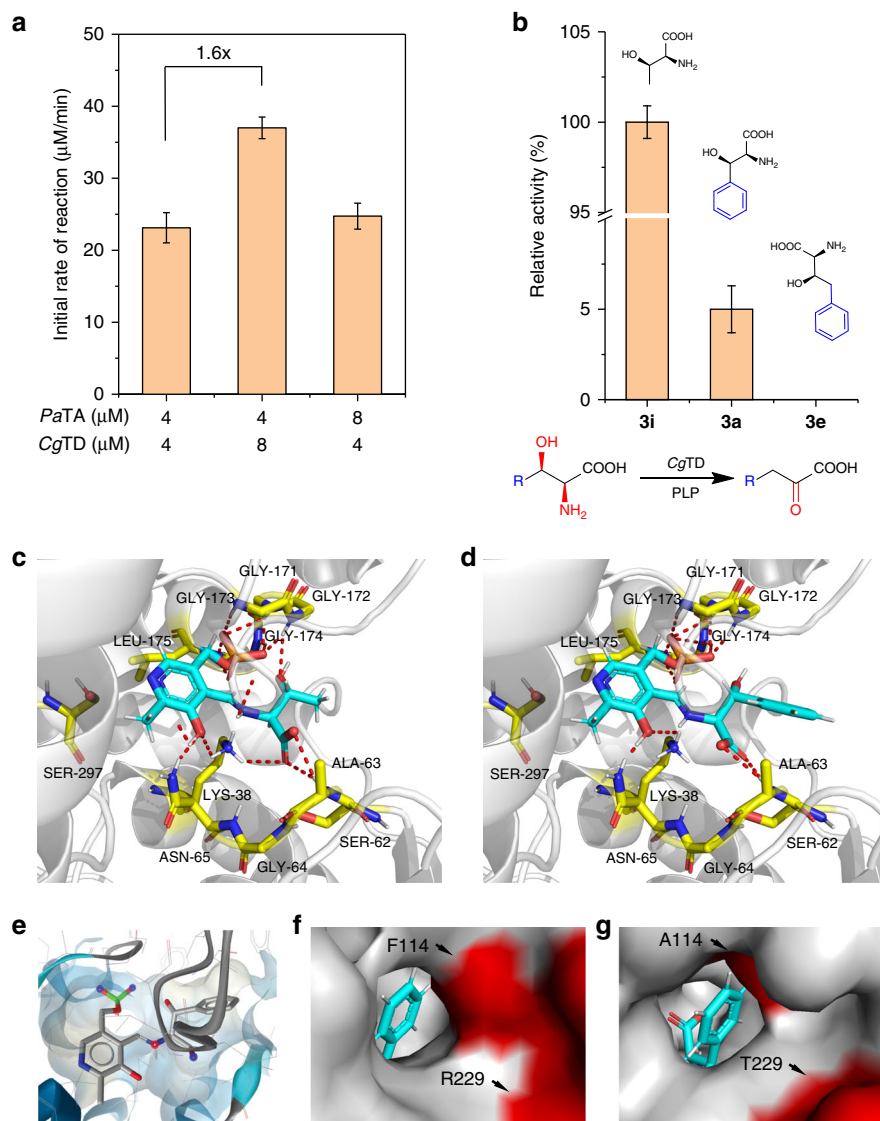 a
50
40
30
20
10
0
Initial rate of reaction (μM/min)
1.6x
PaTA (μM) 4 4 8
CgTD (μM) 4 8 4
b
105
100
95
5
0
Relative activity (%)
COOH
HO
NH2
COOH
HO
NH2
HOOC
NH2
HO
3i 3a 3e
OH
R
COOH
NH2
CgTD
PLP
R
COOH
O
c
GLY-171
GLY-173
GLY-172
GLY-174
LEU-175
SER-297
ALA-63
LYS-38
SER-62
ASN-65
GLY-64
d
GLY-171
GLY-173
GLY-172
GLY-174
LEU-175
SER-297
ALA-63
LYS-38
SER-62
ASN-65
GLY-64
e
f
F114
R229
g
A114
T229